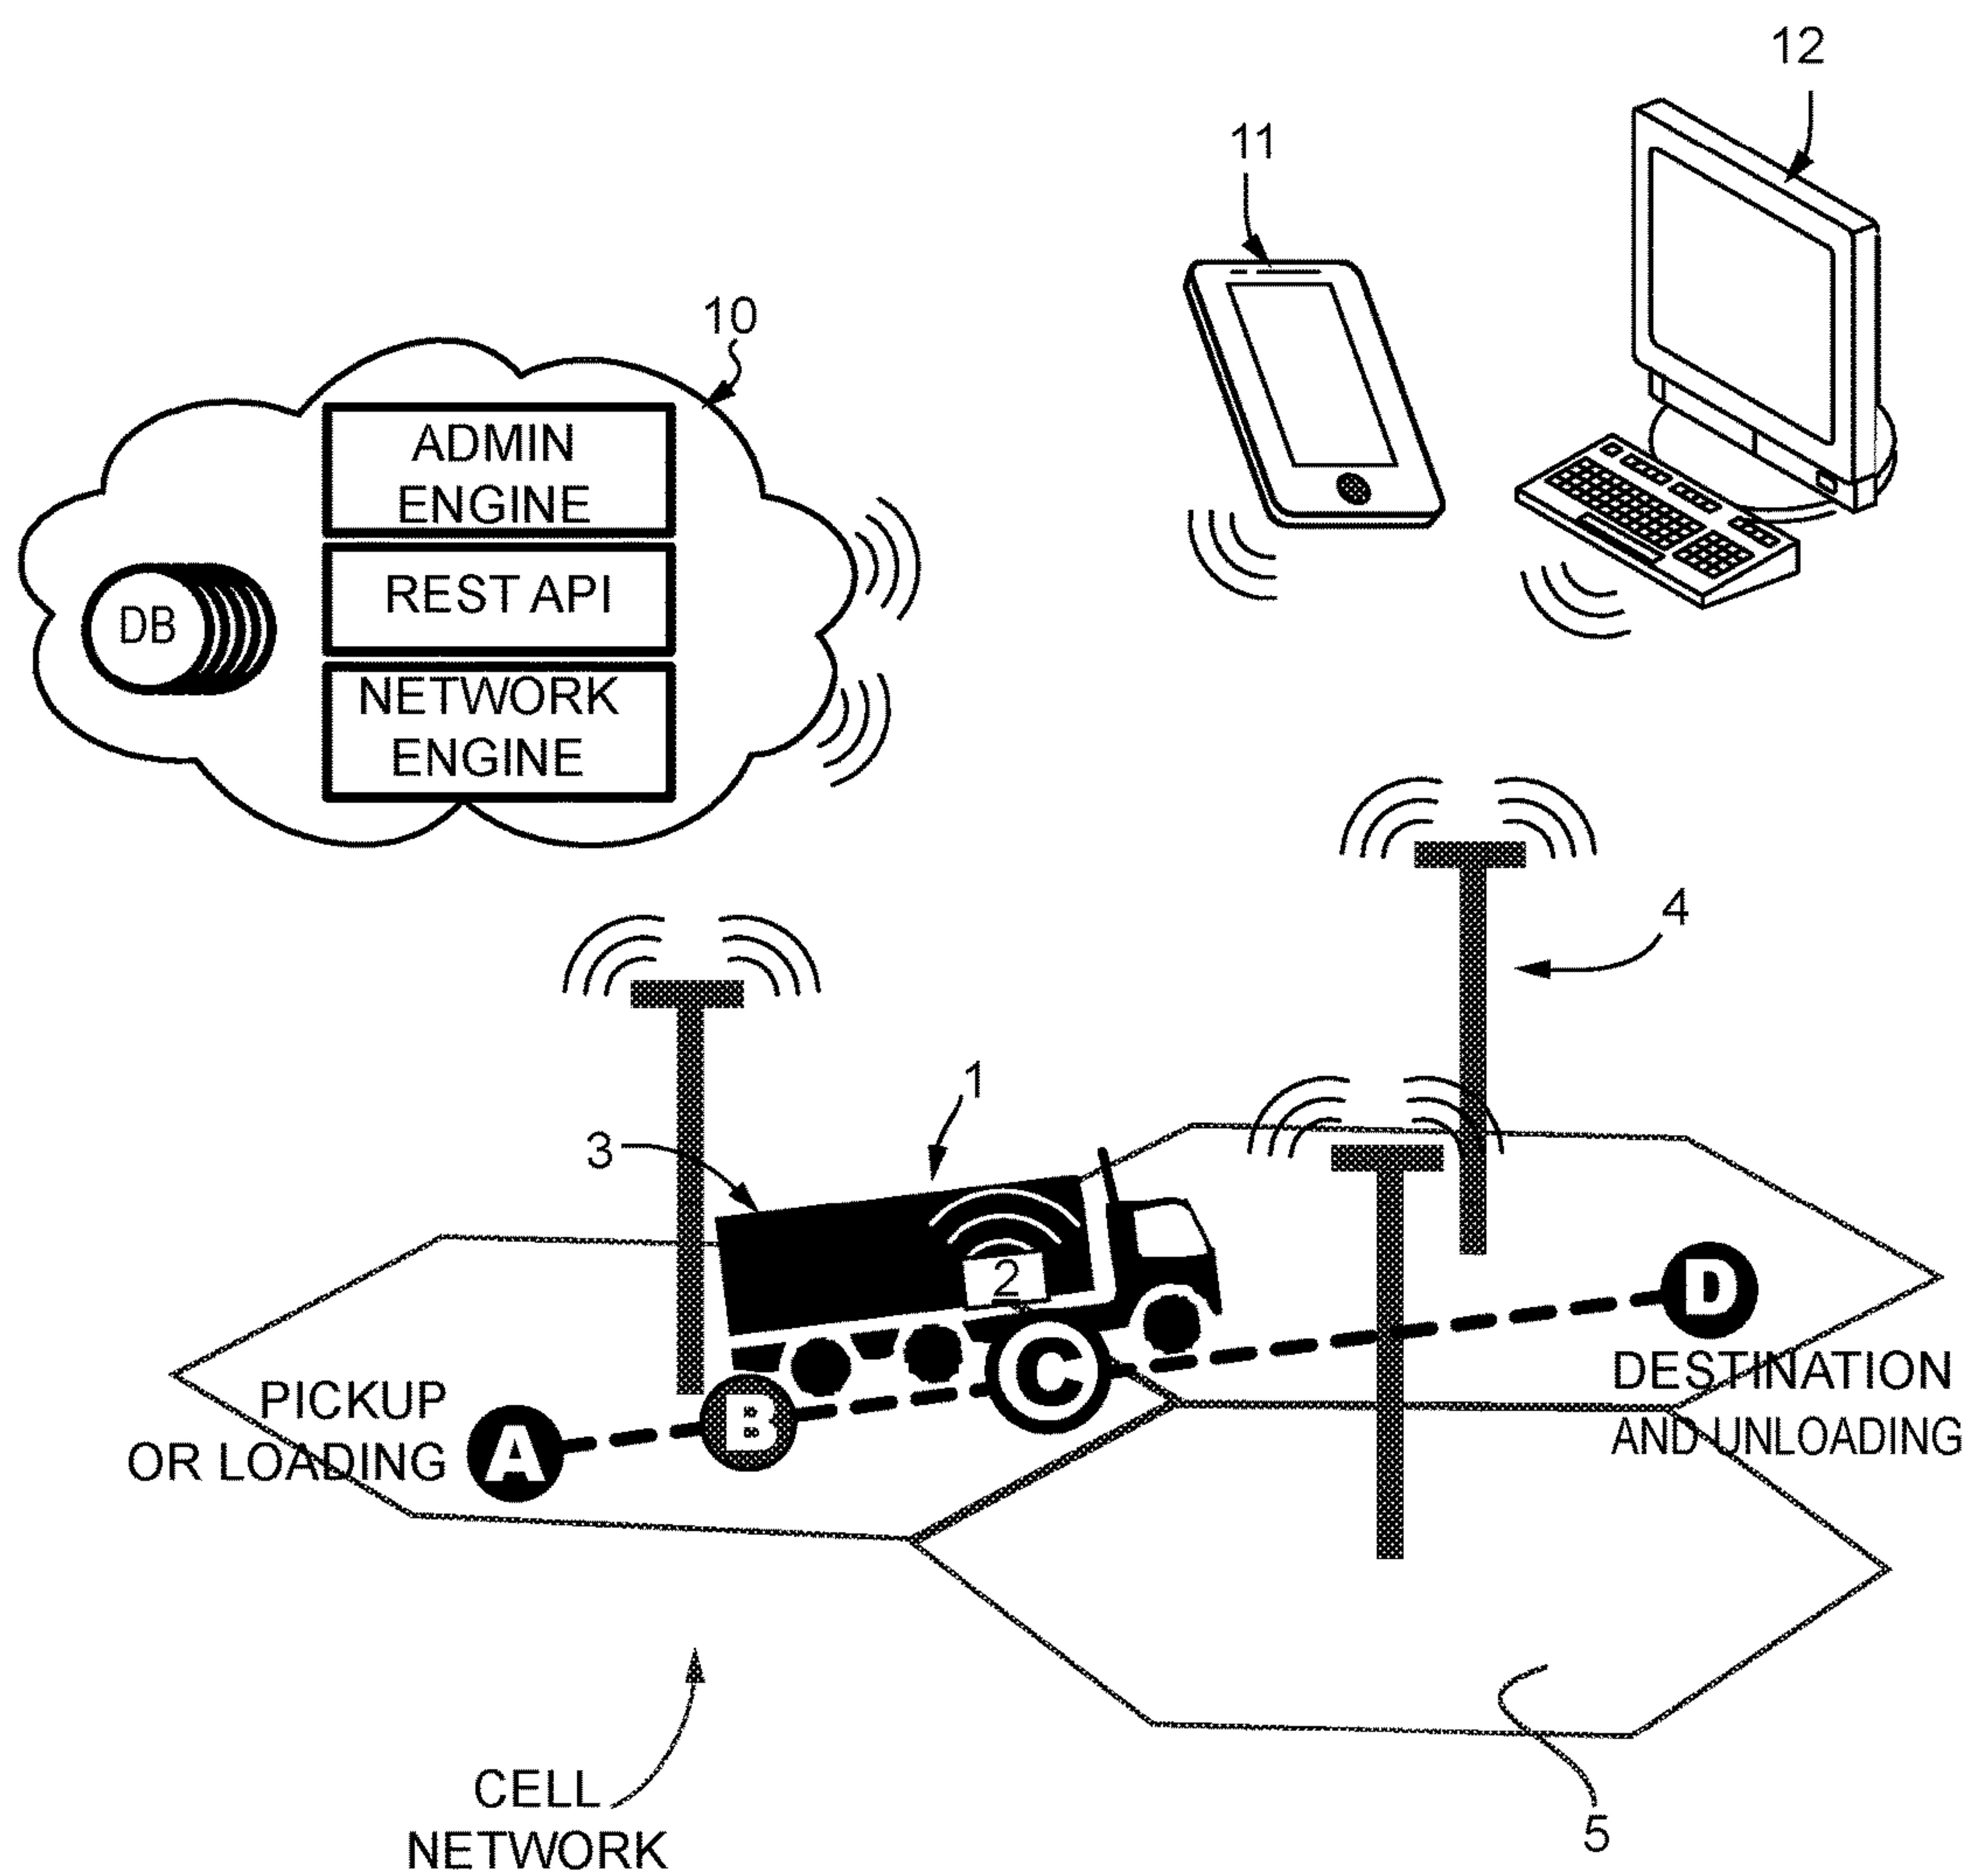 12
11
10
ADMIN
ENGINE
REST API
DB
NETWORK
ENGINE
4
1
3
2
D
C
DESTINATION
AND UNLOADING
PICKUP
OR LOADING
A
B
CELL
NETWORK
5